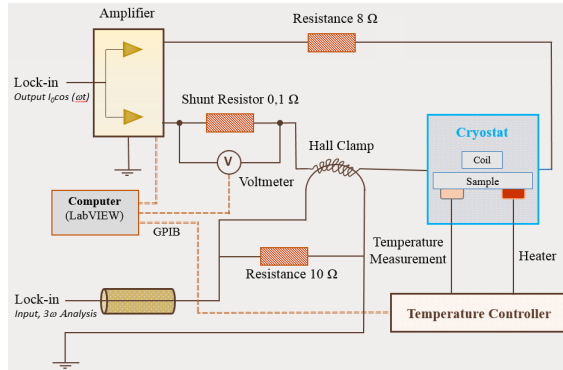 Amplifier
Resistance 8 Ω
Lock-in
Output I₀cos (ωt)
Shunt Resistor 0,1 Ω
Hall Clamp
V
Voltmeter
Cryostat
Coil
Sample
Computer
(LabVIEW)
GPIB
Temperature
Measurement
Heater
Resistance 10 Ω
Lock-in
Input, 3ω Analysis
Temperature Controller